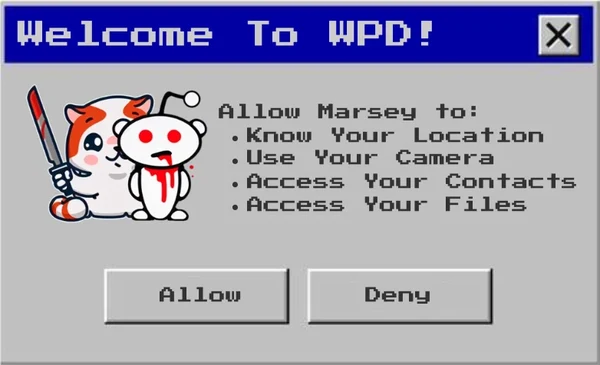 Welcome To WPD!
Allow Marsey to:
•Know Your Location
•Use Your Camera
•Access Your Contacts
•Access Your Files
Allow
Deny